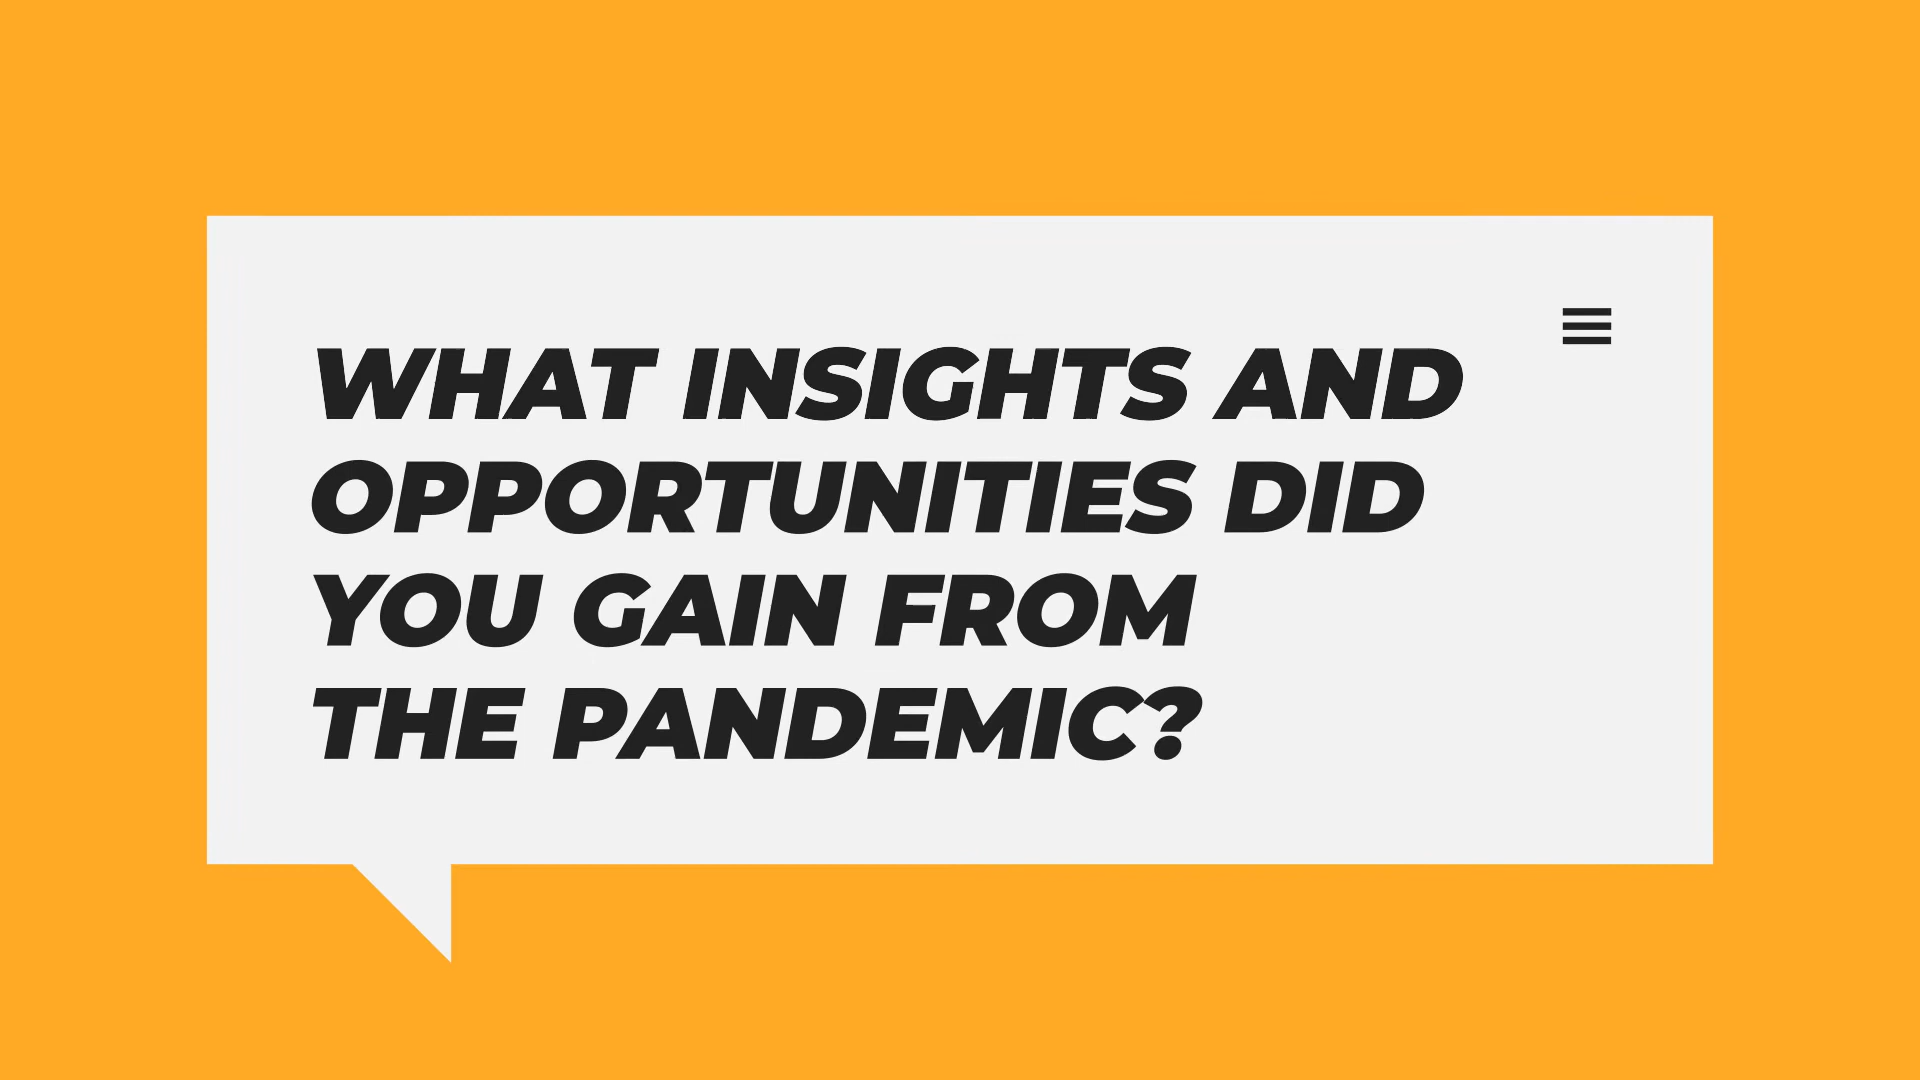 WHAT INSIGHTS AND
OPPORTUNITIES DID
YOU GAIN FROM
THE PANDEMIC?